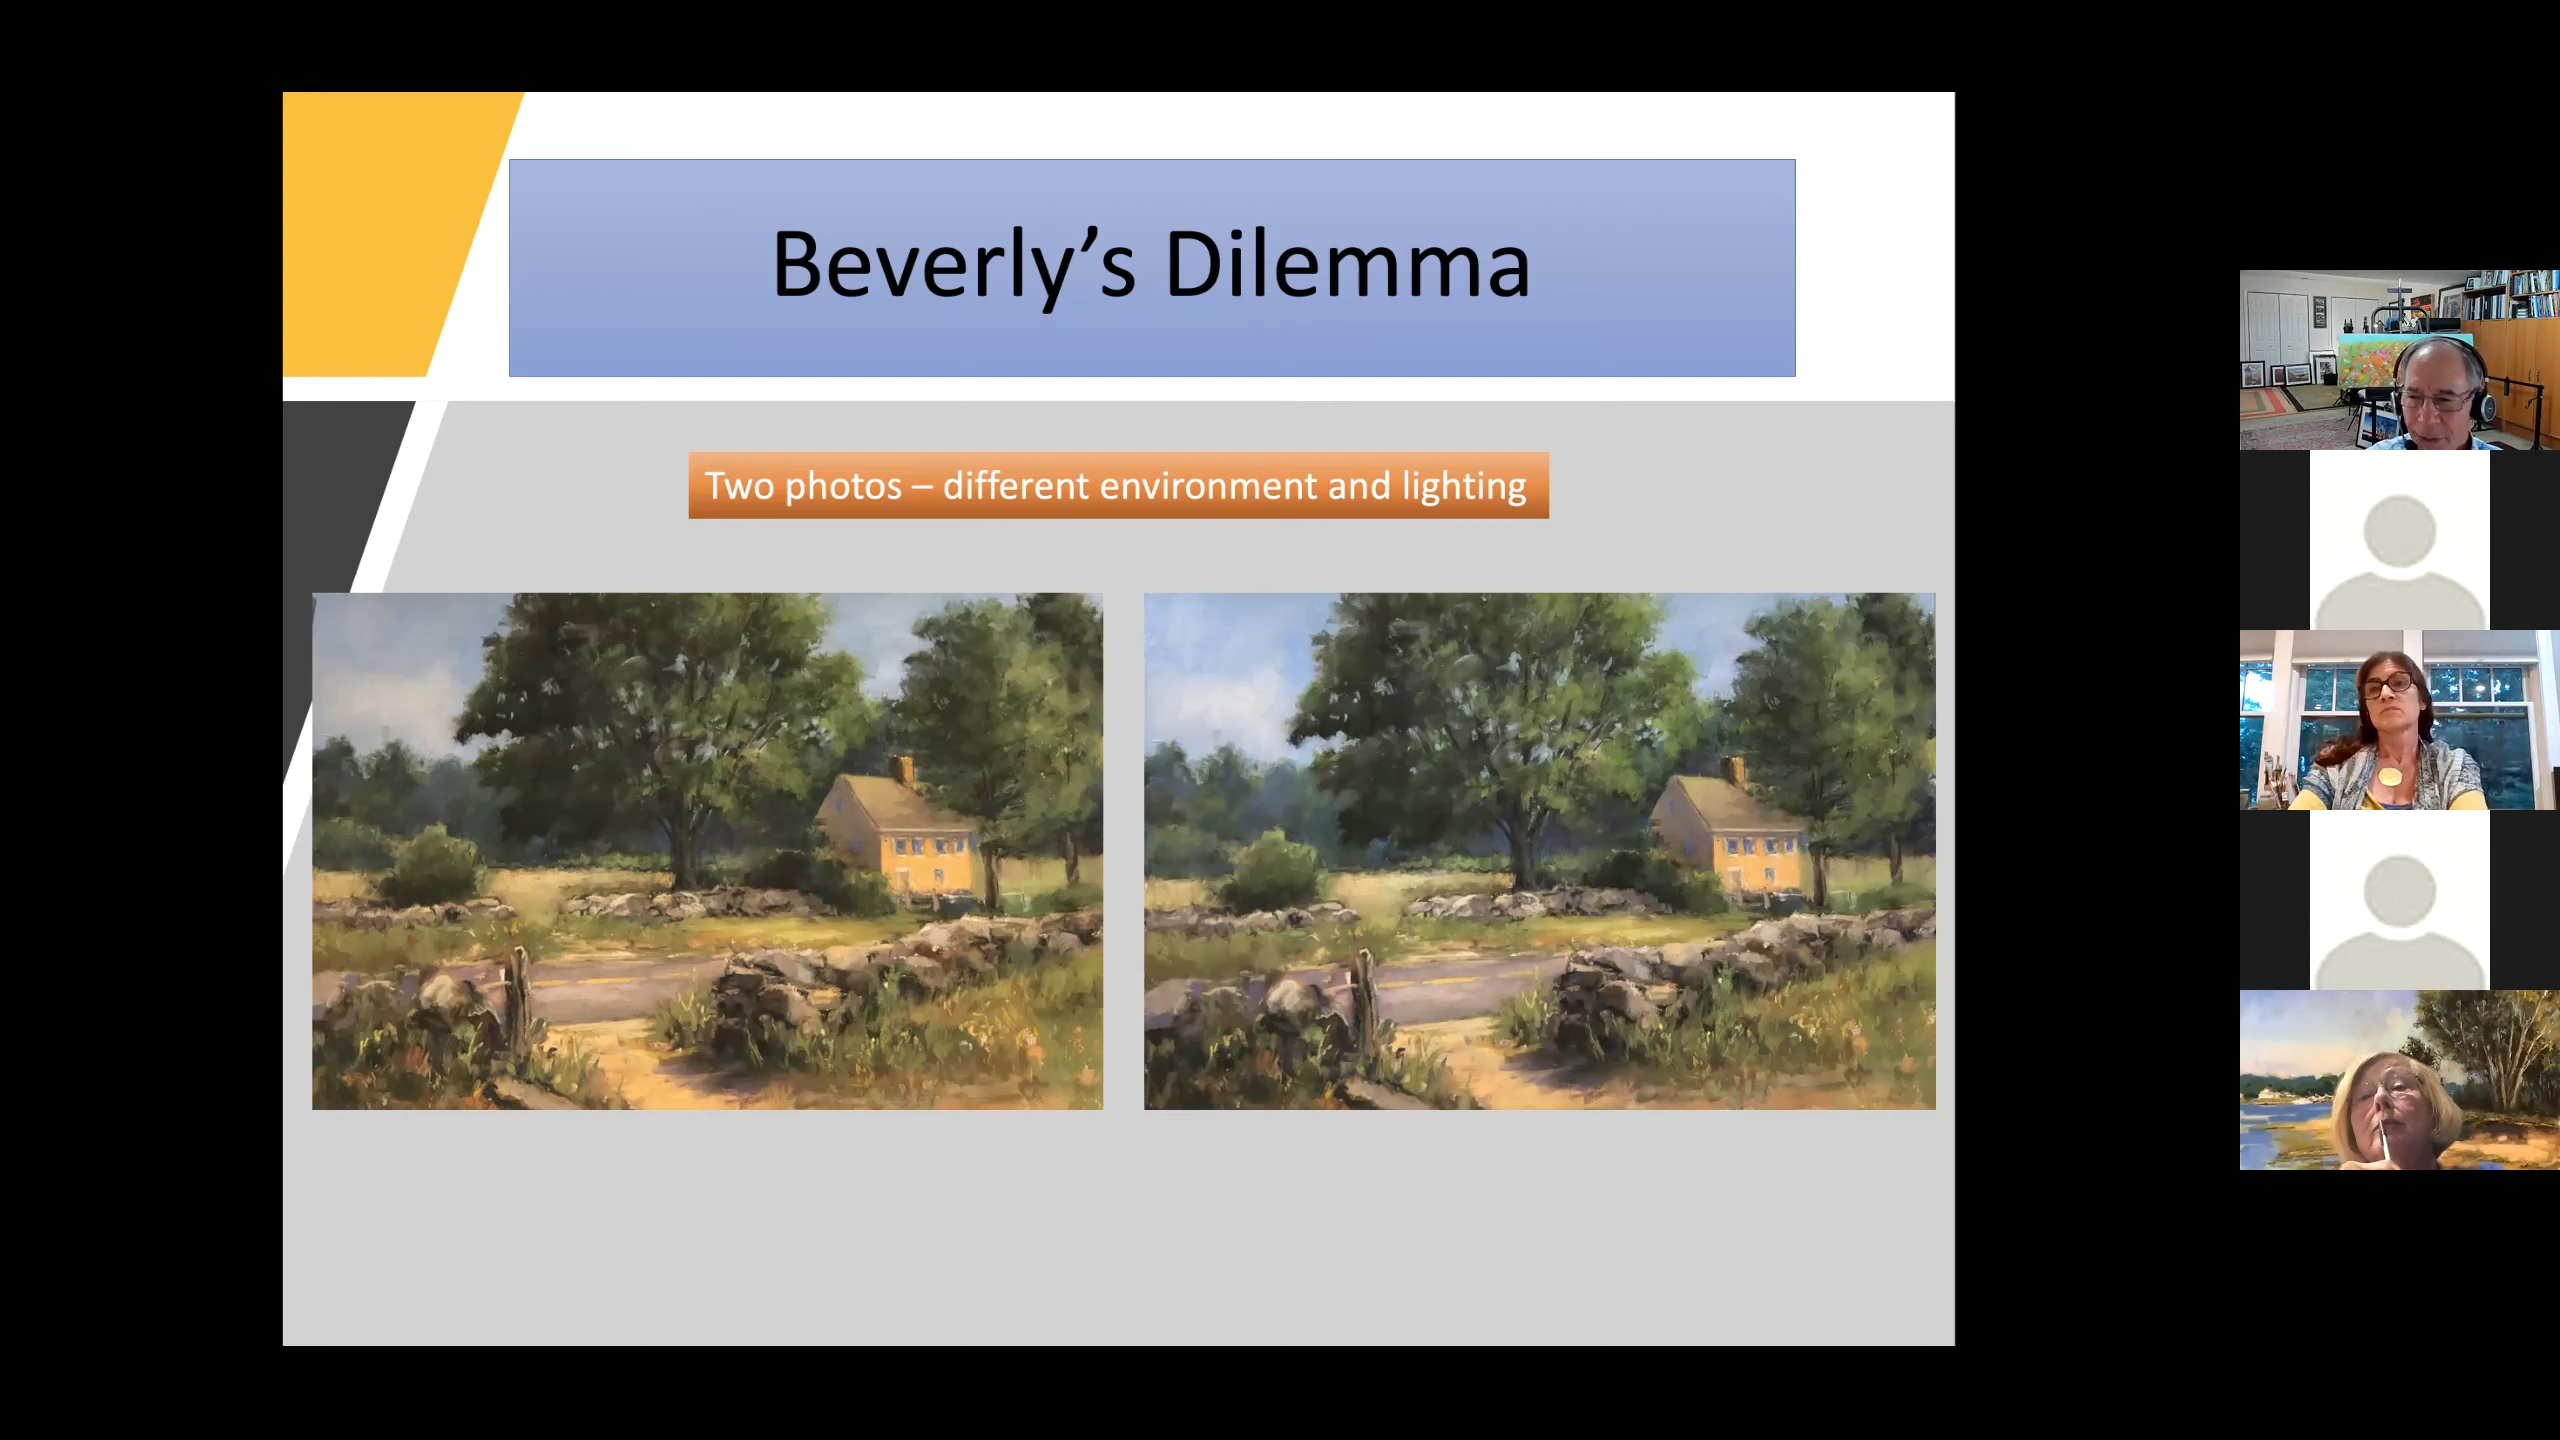 Beverly’s Dilemma
Two photos – different environment and lighting